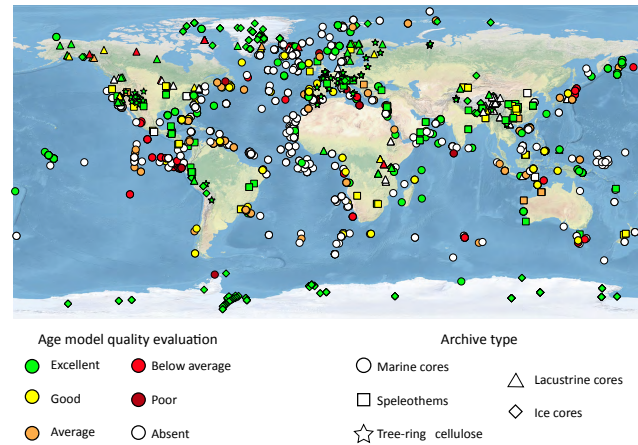 Age model quality evaluation
Excellent
Good
Average
Below average
Poor
Absent
Archive type
Marine cores
Speleothems
Tree-ring cellulose
Lacustrine cores
Ice cores